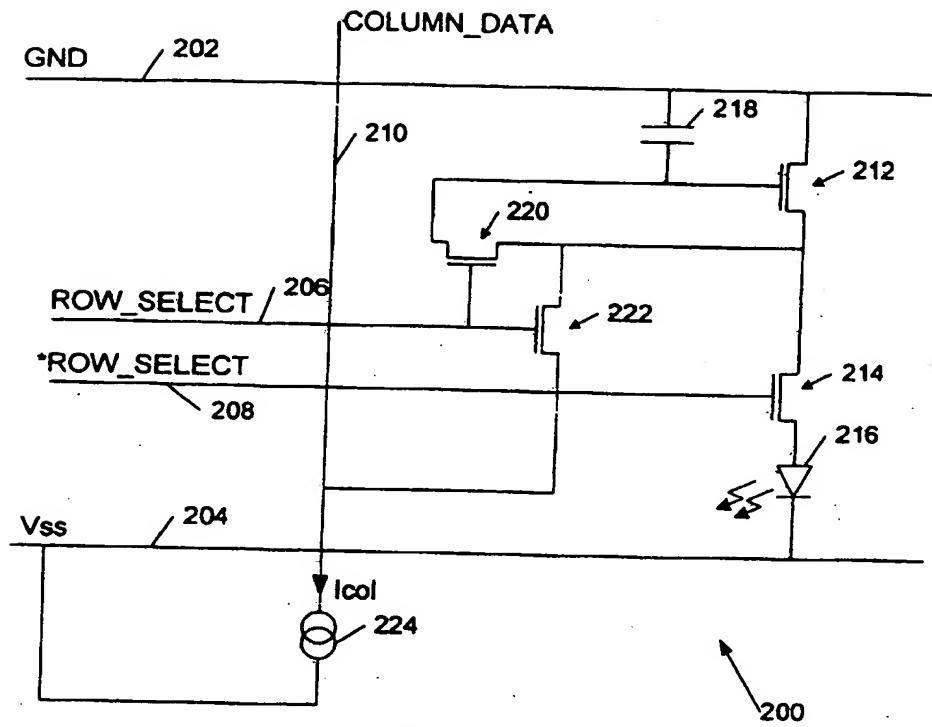 COLUMN_DATA
GND
202
218
210
212
220
ROW_SELECT
206
222
*ROW_SELECT
208
214
216
Vss
204
Icol
224
200